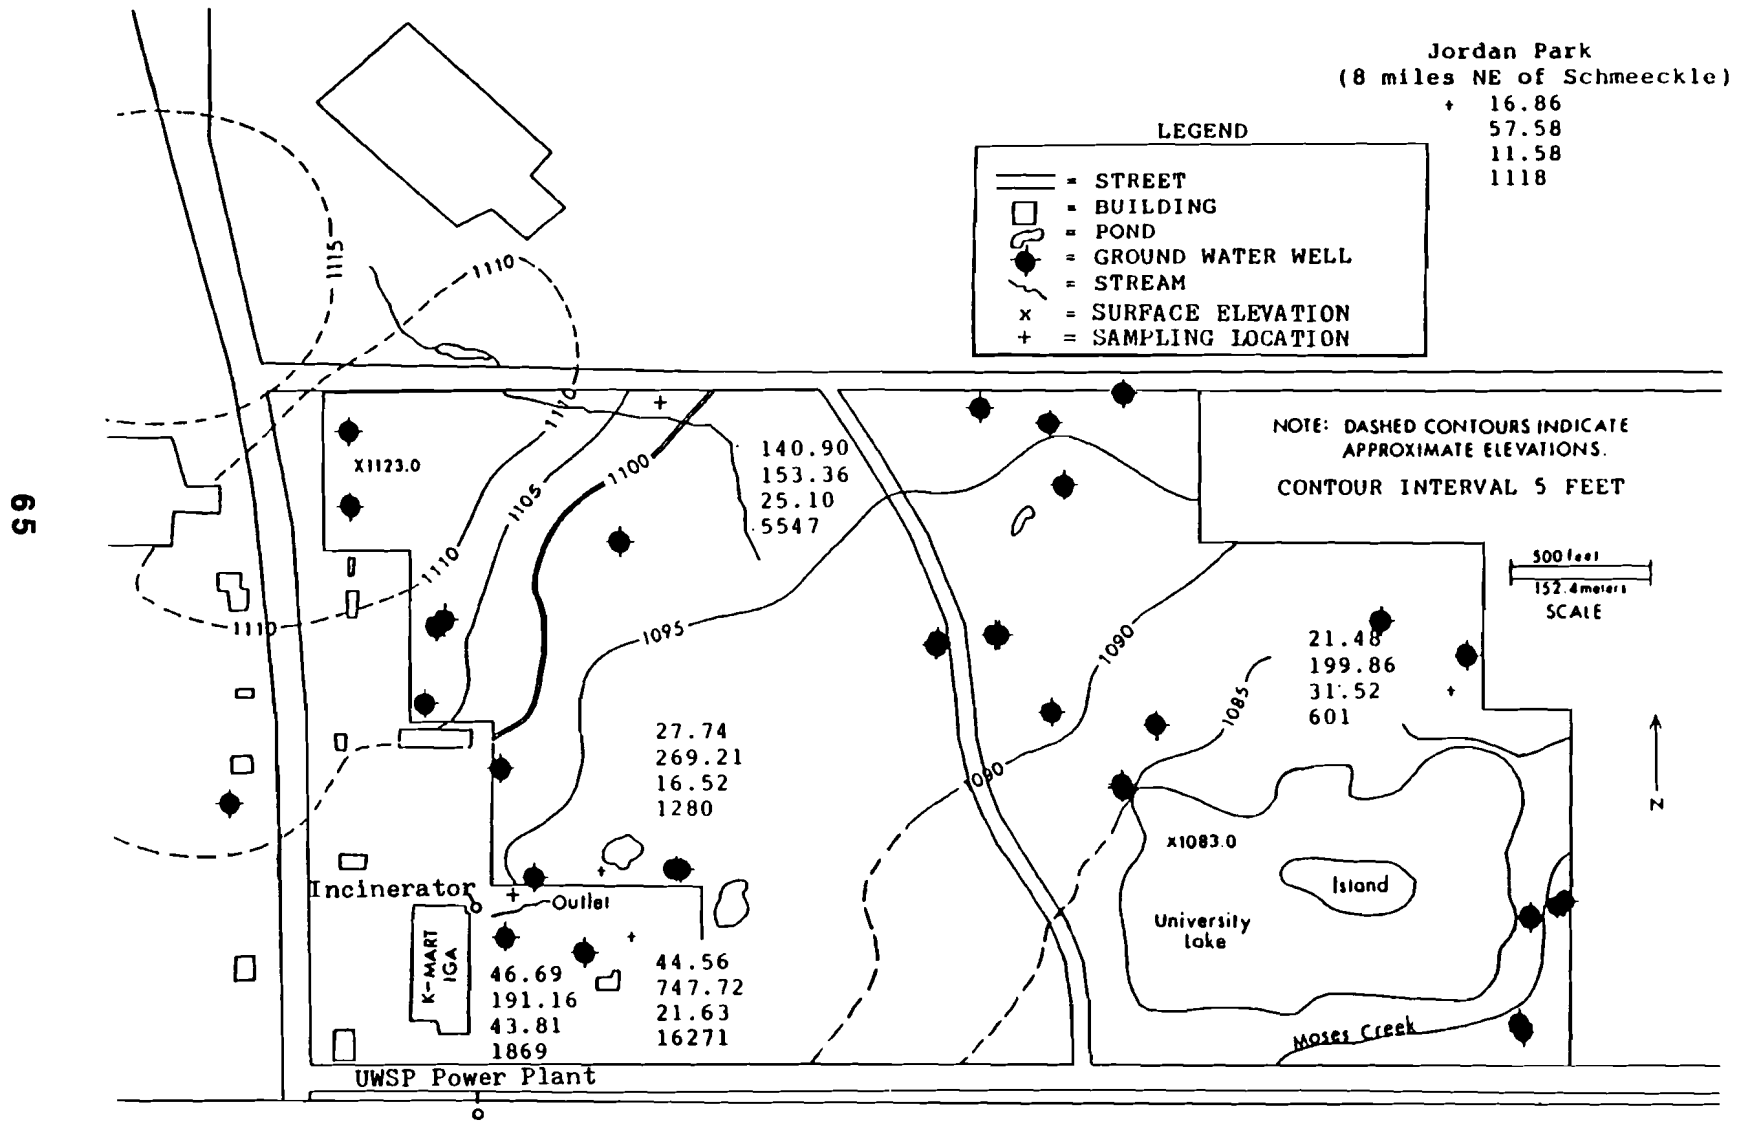 Jordan Park
(8 miles NE of Schmeeckle)
+ 16.86
57.58
11.58
1118
LEGEND
= STREET
= BUILDING
= POND
= GROUND WATER WELL
= STREAM
x = SURFACE ELEVATION
+ = SAMPLING LOCATION
1115
1110
1110
NOTE: DASHED CONTOURS INDICATE
APPROXIMATE ELEVATIONS.
CONTOUR INTERVAL 5 FEET
X1123.0
1100
1105
140.90
153.36
25.10
5547
65
1110
500 feet
152.4 meters
SCALE
1110
1095
1090
21.48
199.86
31.52
601
1085
27.74
269.21
16.52
1280
1090
N
X1083.0
Incinerator
Outlet
Island
University
Lake
K-MART
IGA
46.69
191.16
43.81
1869
44.56
747.72
21.63
16271
Moses Creek
UWSP Power Plant